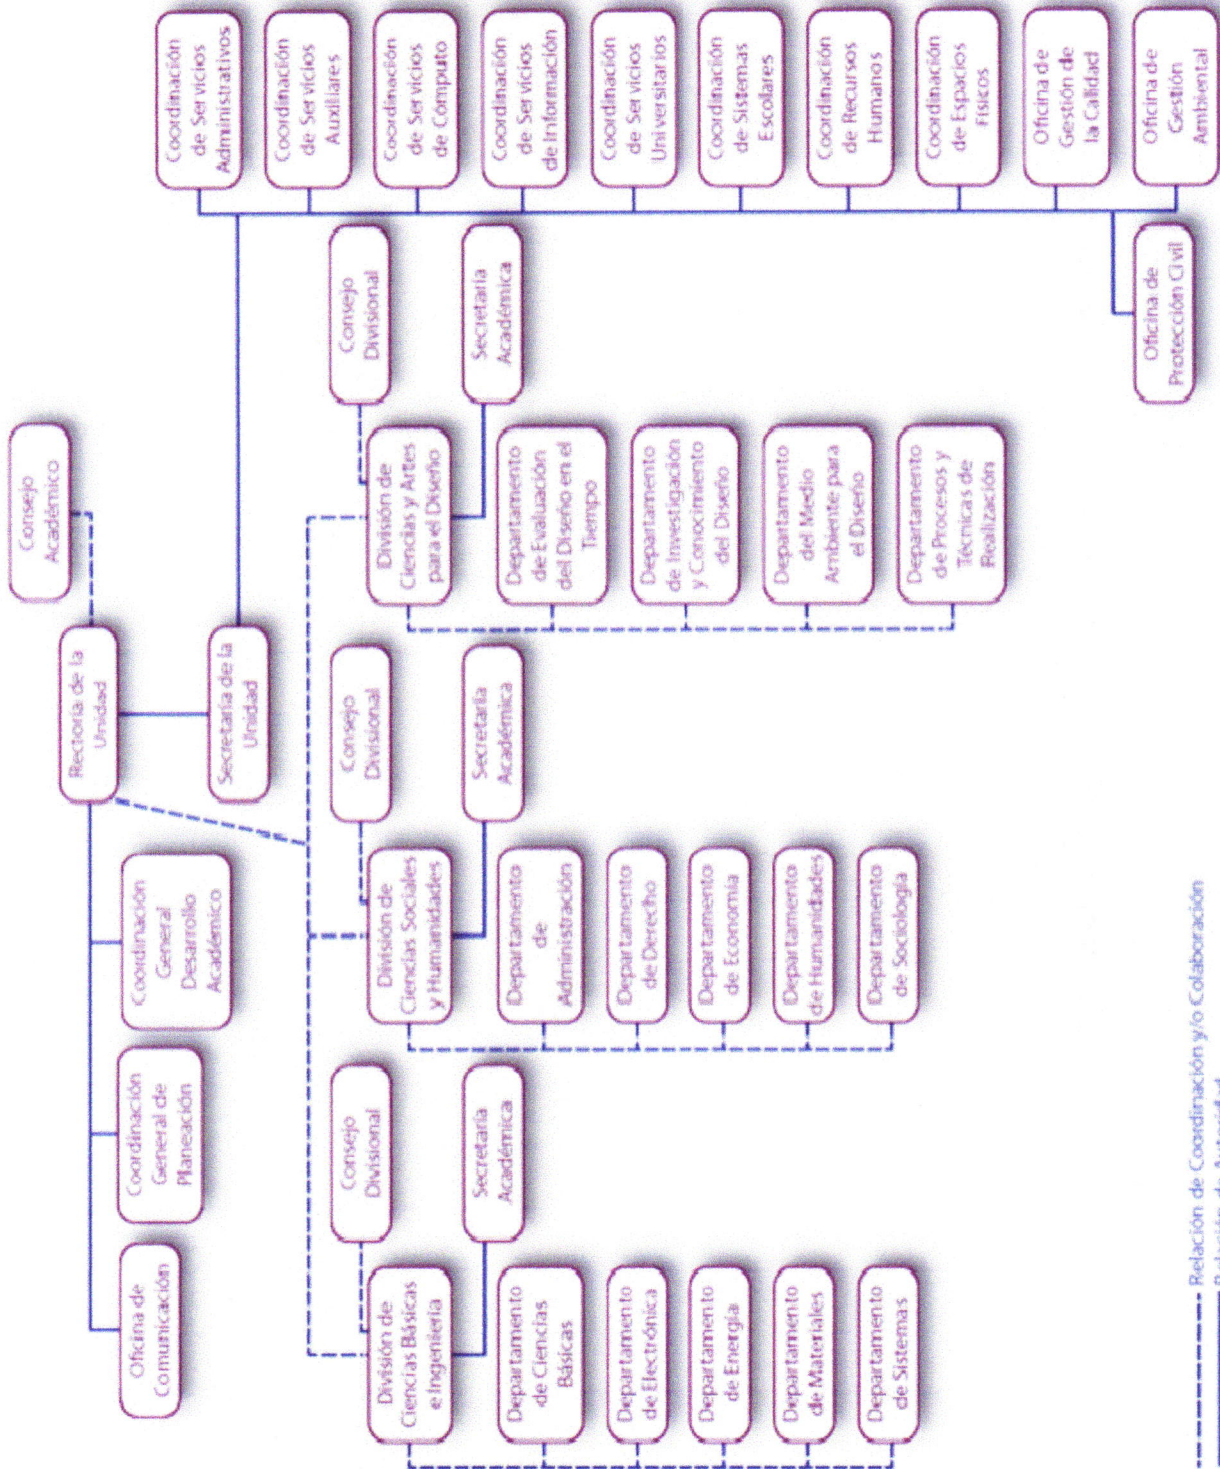 Consejo
Académico
Rectoría de la
Unidad
Secretaría de la
Unidad
Oficina de
Comunicación
Coordinación
General de
Planeación
Coordinación
General
Desarrollo
Académico
División de
Ciencias Básicas
e Ingeniería
Consejo
Divisional
Secretaría
Académica
Departamento
de Ciencias
Básicas
Departamento
de Electrónica
Departamento
de Energía
Departamento
de Materiales
Departamento
de Sistemas
División de
Ciencias Sociales
y Humanidades
Consejo
Divisional
Secretaría
Académica
Departamento
de
Administración
Departamento
de Derecho
Departamento
de Economía
Departamento
de Humanidades
Departamento
de Sociología
División de
Ciencias y Artes
para el Diseño
Consejo
Divisional
Secretaría
Académica
Departamento
de Evaluación
del Diseño en el
Tiempo
Departamento
de Investigación
y Conocimiento
del Diseño
Departamento
del Medio
Ambiente para
el Diseño
Departamento
de Procesos y
Técnicas de
Realización
Coordinación
de Servicios
Administrativos
Coordinación
de Servicios
Auxiliares
Coordinación
de Servicios
de Cómputo
Coordinación
de Servicios
de Información
Coordinación
de Servicios
Universitarios
Coordinación
de Sistemas
Escolares
Coordinación
de Recursos
Humanos
Coordinación
de Espacios
Físicos
Oficina de
Gestión de
la Calidad
Oficina de
Gestión
Ambiental
Oficina de
Protección Civil
Relación de Coordinación y/o Colaboración
Relación de Autoridad